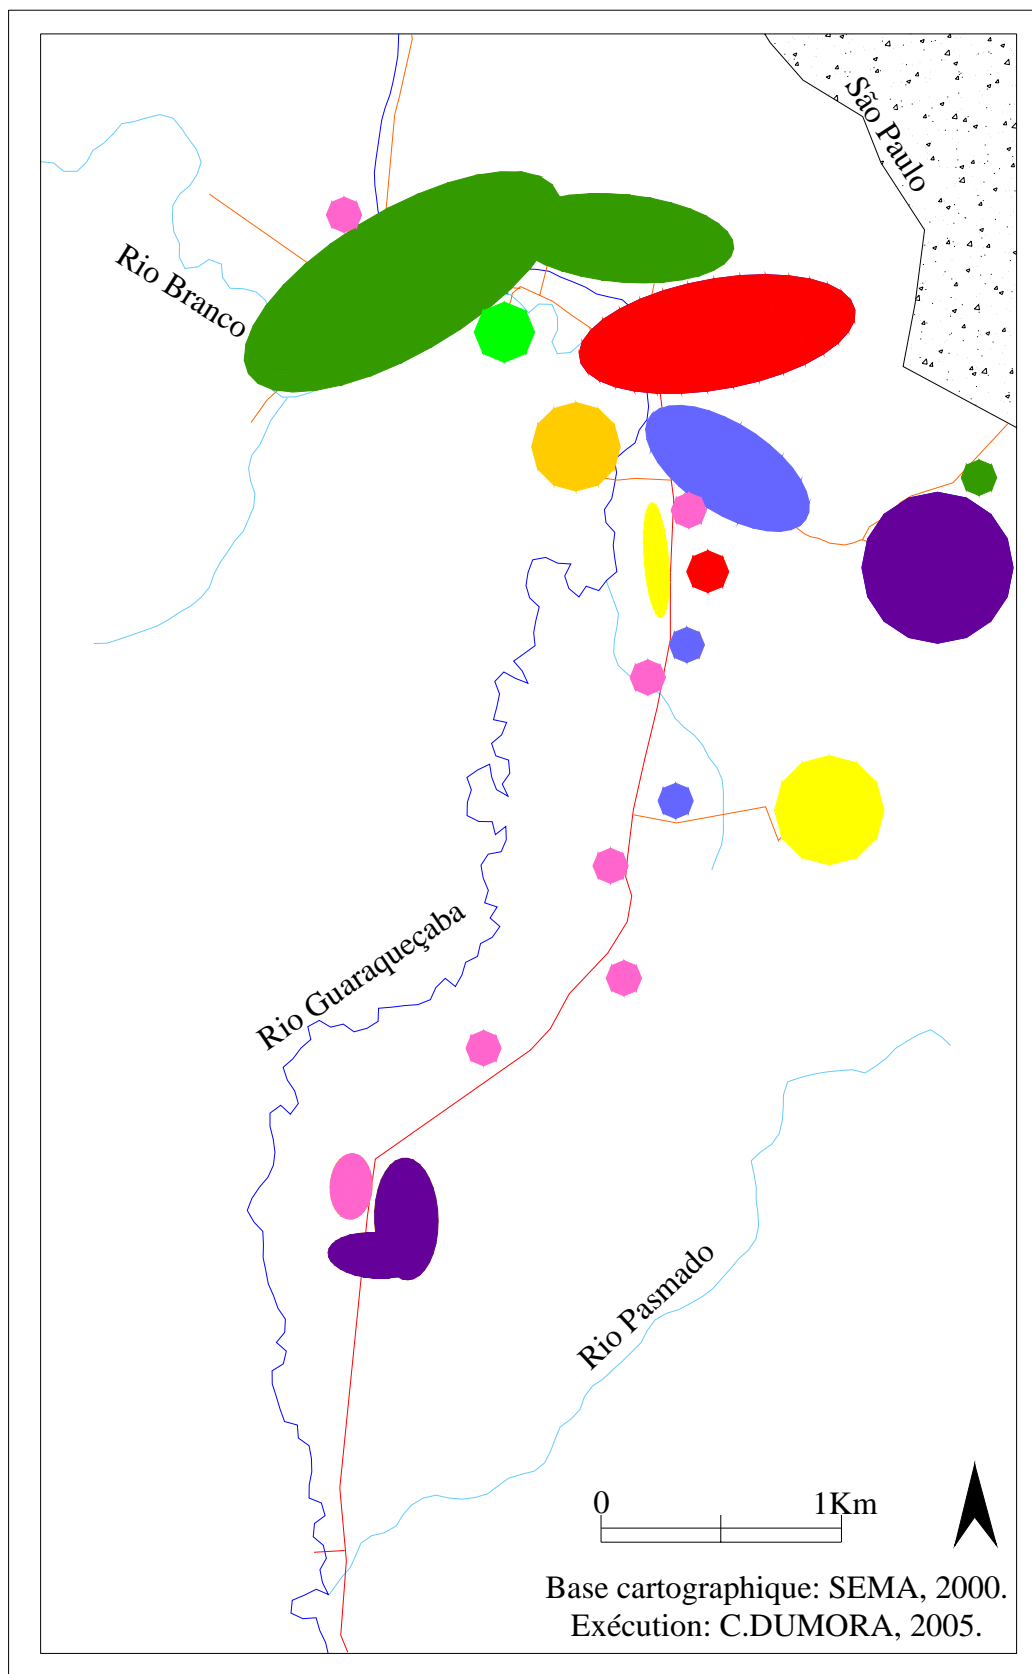 São Paulo
Rio Branco
Rio Guaraqueçaba
Rio Pasmado
0 1Km
Base cartographique: SEMA, 2000.
Exécution: C.DUMORA, 2005.